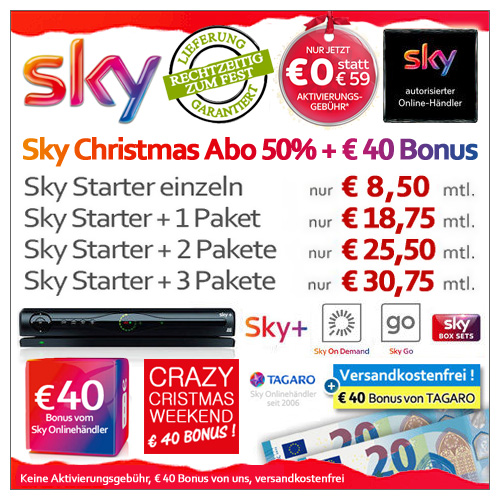 sky
LIEFERUNG
RECHTZEITIG
ZUM FEST
GARANTIERT
NUR JETZT
€ 0 statt
€ 59
AKTIVIERUNGS-
GEBÜHR*
sky
autorisierter
Online-Händler
Sky Christmas Abo 50% + € 40 Bonus
Sky Starter einzeln nur € 8,50 mtl.
Sky Starter + 1 Paket nur € 18,75 mtl.
Sky Starter + 2 Pakete nur € 25,50 mtl.
Sky Starter + 3 Pakete nur € 30,75 mtl.
Sky+
Sky On Demand
go
Sky Go
sky
BOX SETS
€ 40
Bonus vom
Sky Onlinehändler
CRAZY
CRISTMAS
WEEKEND
€ 40 BONUS !
TAGARO
Sky Onlinehändler
seit 2006
Versandkostenfrei !
+
€ 40 Bonus von TAGARO
20
20
Keine Aktivierungsgebühr, € 40 Bonus von uns, versandkostenfrei